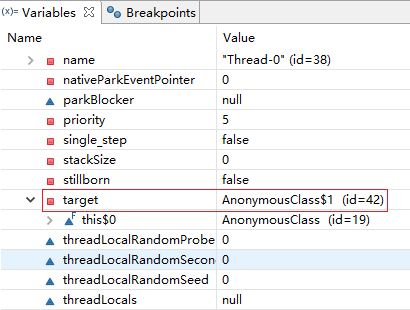 (x)= Variables Breakpoints
Name Value
name "Thread-0" (id=38)
nativeParkEventPointer 0
parkBlocker null
priority 5
single_step false
stackSize 0
stillborn false
target AnonymousClass$1 (id=42)
F this$0 AnonymousClass (id=19)
threadLocalRandomProbe 0
threadLocalRandomSecon 0
threadLocalRandomSeed 0
threadLocals null